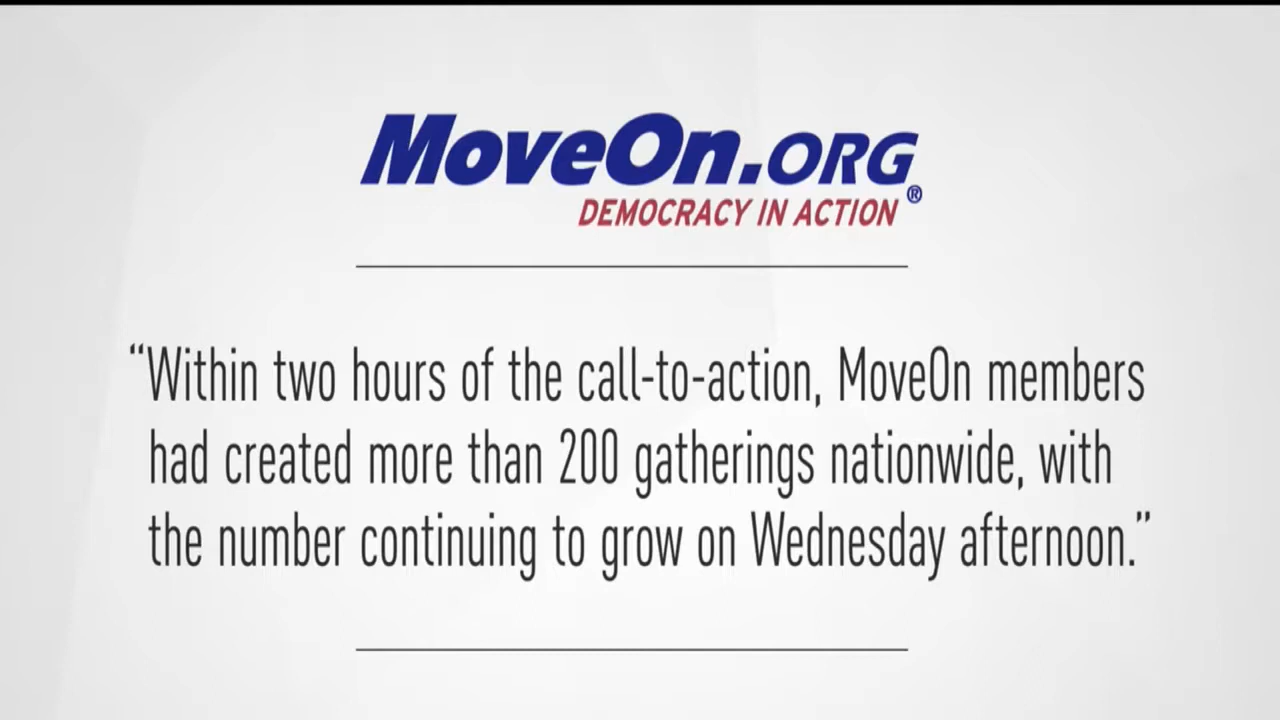 MoveOn.ORG®
DEMOCRACY IN ACTION
“Within two hours of the call-to-action, MoveOn members
had created more than 200 gatherings nationwide, with
the number continuing to grow on Wednesday afternoon.”